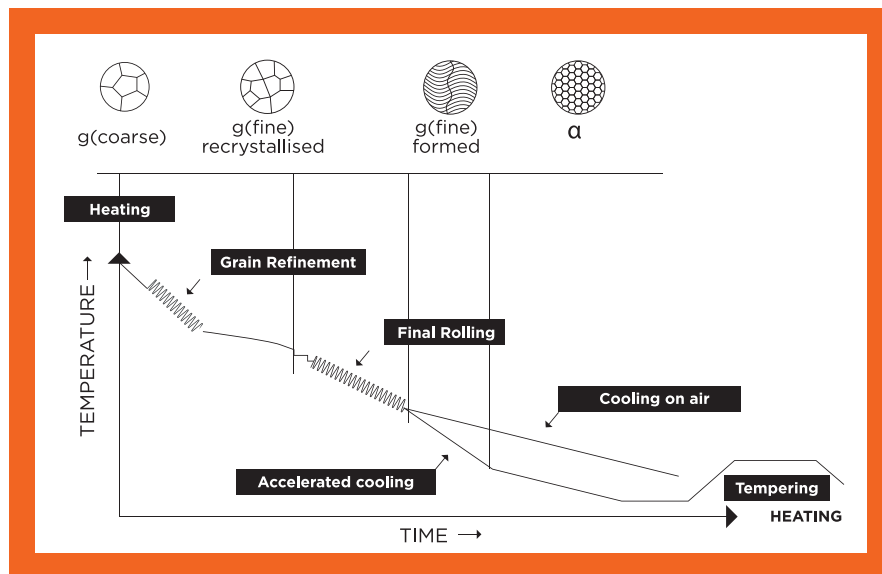 g(coarse)
g(fine)
recrystallised
g(fine)
formed
α
Heating
Grain Refinement
Final Rolling
Cooling on air
Accelerated cooling
Tempering
HEATING
TEMPERATURE →
TIME →